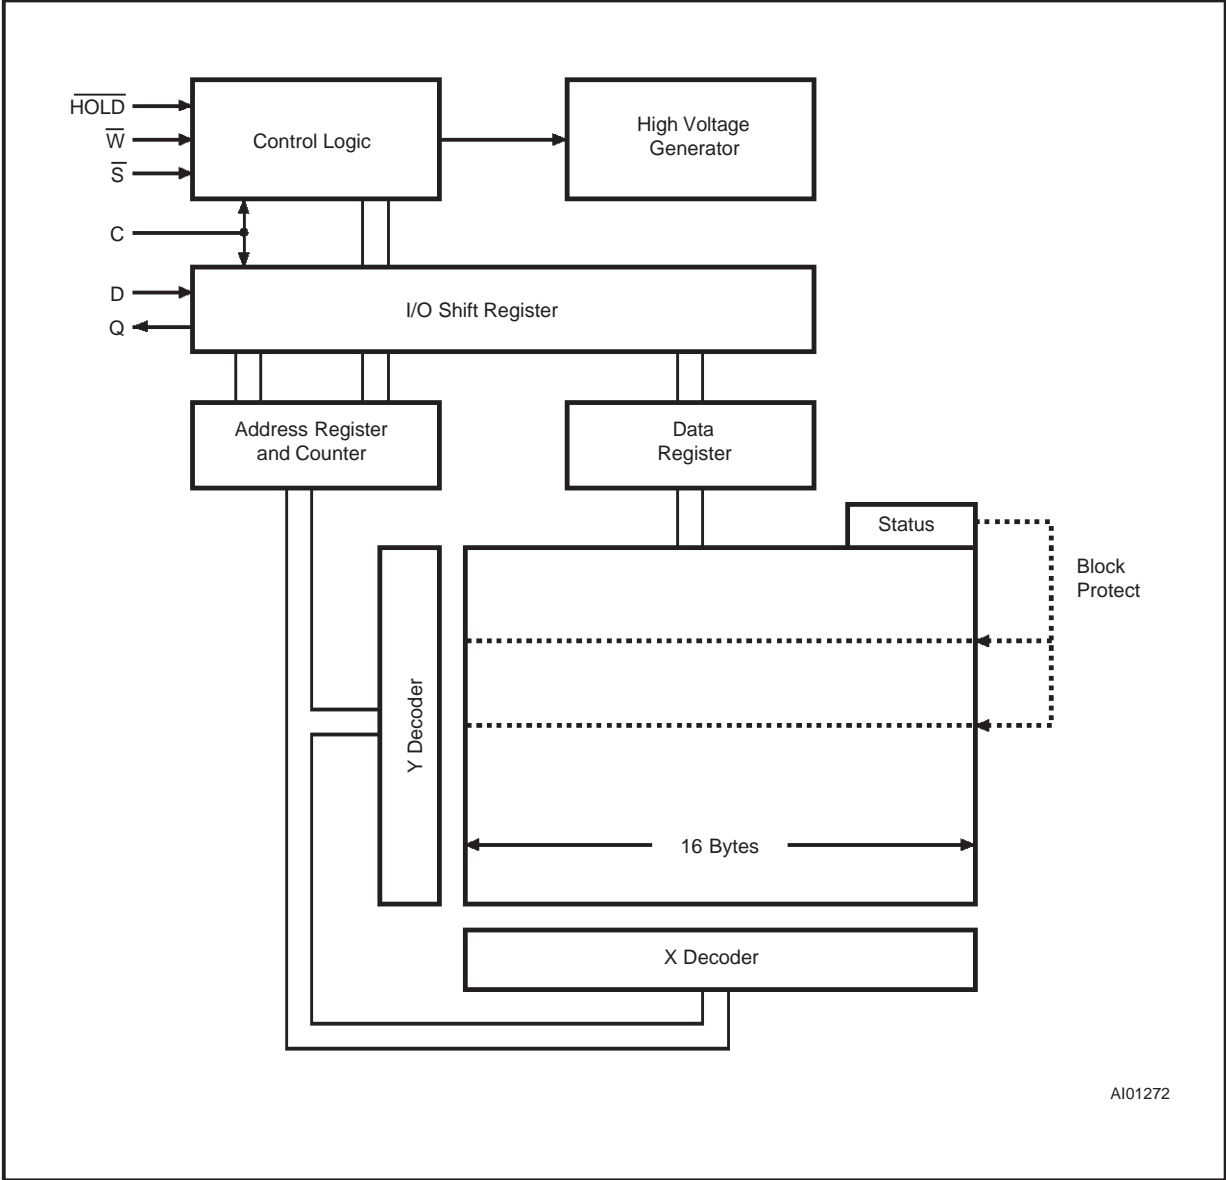 HOLD
W
S
C
D
Q
Control Logic
High Voltage
Generator
I/O Shift Register
Address Register
and Counter
Data
Register
Status
Block
Protect
Y Decoder
16 Bytes
X Decoder
AI01272